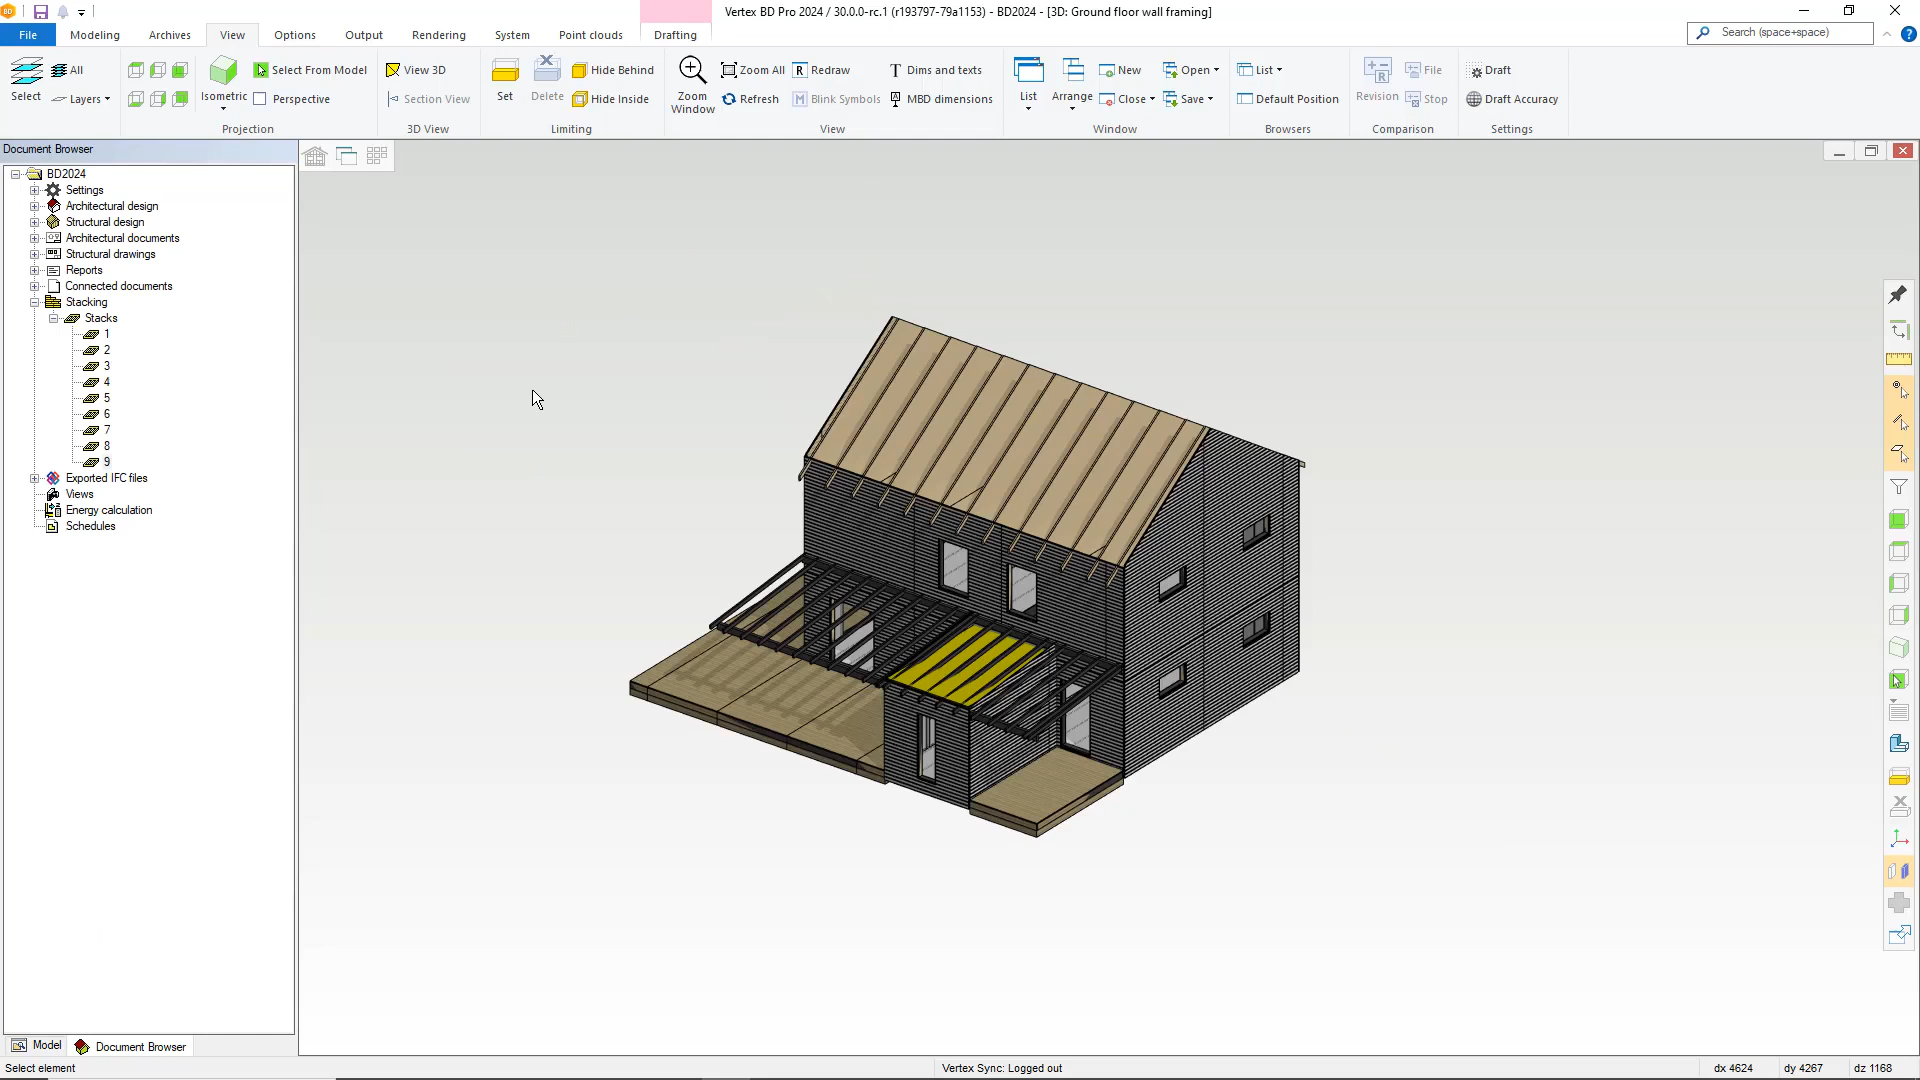 BD
Vertex BD Pro 2024 / 30.0.0-rc.1 (r193797-79a1153) - BD2024 - [3D: Ground floor wall framing]
File Modeling Archives View Options Output Rendering System Point clouds Drafting
Search (space+space)
Select
All
Layers
Isometric
Select From Model
Perspective
Projection
View 3D
Section View
3D View
Set
Delete
Hide Behind
Hide Inside
Limiting
Zoom Window
Zoom All
Refresh
Redraw
Blink Symbols
Dims and texts
MBD dimensions
View
List
Arrange
New
Close
Open
Save
Window
List
Default Position
Browsers
Revision
File
Stop
Comparison
Draft
Draft Accuracy
Settings
Document Browser
BD2024
Settings
Architectural design
Structural design
Architectural documents
Structural drawings
Reports
Connected documents
Stacking
Stacks
1
2
3
4
5
6
7
8
9
Exported IFC files
Views
Energy calculation
Schedules
Model Document Browser
Select element Vertex Sync: Logged out dx 4624 dy 4267 dz 1168